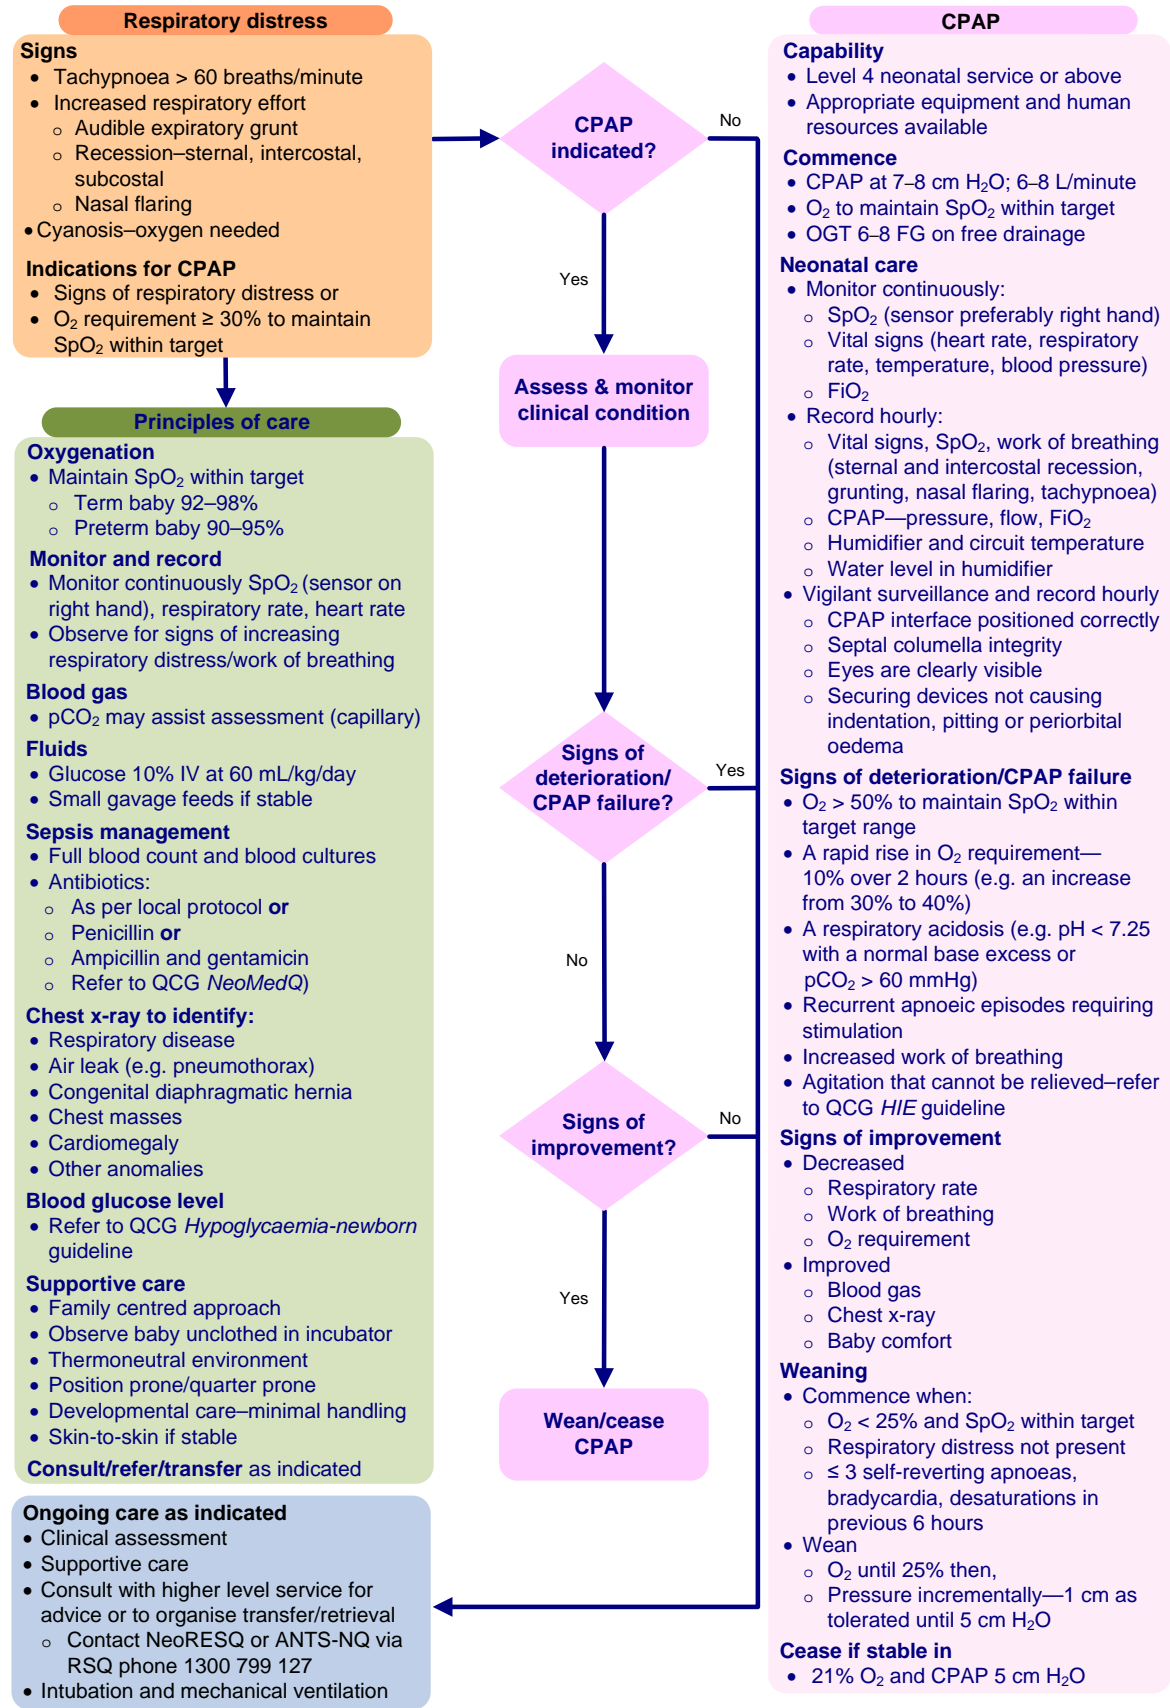 Respiratory distress
Signs
• Tachypnoea > 60 breaths/minute
• Increased respiratory effort
o Audible expiratory grunt
o Recession–sternal, intercostal,
subcostal
o Nasal flaring
• Cyanosis–oxygen needed
Indications for CPAP
• Signs of respiratory distress or
• O₂ requirement ≥ 30% to maintain
SpO₂ within target
Principles of care
Oxygenation
• Maintain SpO₂ within target
o Term baby 92–98%
o Preterm baby 90–95%
Monitor and record
• Monitor continuously SpO₂ (sensor on
right hand), respiratory rate, heart rate
• Observe for signs of increasing
respiratory distress/work of breathing
Blood gas
• pCO₂ may assist assessment (capillary)
Fluids
• Glucose 10% IV at 60 mL/kg/day
• Small gavage feeds if stable
Sepsis management
• Full blood count and blood cultures
• Antibiotics:
o As per local protocol or
o Penicillin or
o Ampicillin and gentamicin
o Refer to QCG NeoMedQ)
Chest x-ray to identify:
• Respiratory disease
• Air leak (e.g. pneumothorax)
• Congenital diaphragmatic hernia
• Chest masses
• Cardiomegaly
• Other anomalies
Blood glucose level
• Refer to QCG Hypoglycaemia-newborn
guideline
Supportive care
• Family centred approach
• Observe baby unclothed in incubator
• Thermoneutral environment
• Position prone/quarter prone
• Developmental care–minimal handling
• Skin-to-skin if stable
Consult/refer/transfer as indicated
Ongoing care as indicated
• Clinical assessment
• Supportive care
• Consult with higher level service for
advice or to organise transfer/retrieval
o Contact NeoRESQ or ANTS-NQ via
RSQ phone 1300 799 127
• Intubation and mechanical ventilation
CPAP
indicated?
No
Yes
Assess & monitor
clinical condition
Signs of
deterioration/
CPAP failure?
Yes
No
Signs of
improvement?
No
Yes
Wean/cease
CPAP
CPAP
Capability
• Level 4 neonatal service or above
• Appropriate equipment and human
resources available
Commence
• CPAP at 7–8 cm H₂O; 6–8 L/minute
• O₂ to maintain SpO₂ within target
• OGT 6–8 FG on free drainage
Neonatal care
• Monitor continuously:
o SpO₂ (sensor preferably right hand)
o Vital signs (heart rate, respiratory
rate, temperature, blood pressure)
o FiO₂
• Record hourly:
o Vital signs, SpO₂, work of breathing
(sternal and intercostal recession,
grunting, nasal flaring, tachypnoea)
o CPAP—pressure, flow, FiO₂
o Humidifier and circuit temperature
o Water level in humidifier
• Vigilant surveillance and record hourly
o CPAP interface positioned correctly
o Septal columella integrity
o Eyes are clearly visible
o Securing devices not causing
indentation, pitting or periorbital
oedema
Signs of deterioration/CPAP failure
• O₂ > 50% to maintain SpO₂ within
target range
• A rapid rise in O₂ requirement—
10% over 2 hours (e.g. an increase
from 30% to 40%)
• A respiratory acidosis (e.g. pH < 7.25
with a normal base excess or
pCO₂ > 60 mmHg)
• Recurrent apnoeic episodes requiring
stimulation
• Increased work of breathing
• Agitation that cannot be relieved–refer
to QCG HIE guideline
Signs of improvement
• Decreased
o Respiratory rate
o Work of breathing
o O₂ requirement
• Improved
o Blood gas
o Chest x-ray
o Baby comfort
Weaning
• Commence when:
o O₂ < 25% and SpO₂ within target
o Respiratory distress not present
o ≤ 3 self-reverting apnoeas,
bradycardia, desaturations in
previous 6 hours
• Wean
o O₂ until 25% then,
o Pressure incrementally—1 cm as
tolerated until 5 cm H₂O
Cease if stable in
• 21% O₂ and CPAP 5 cm H₂O